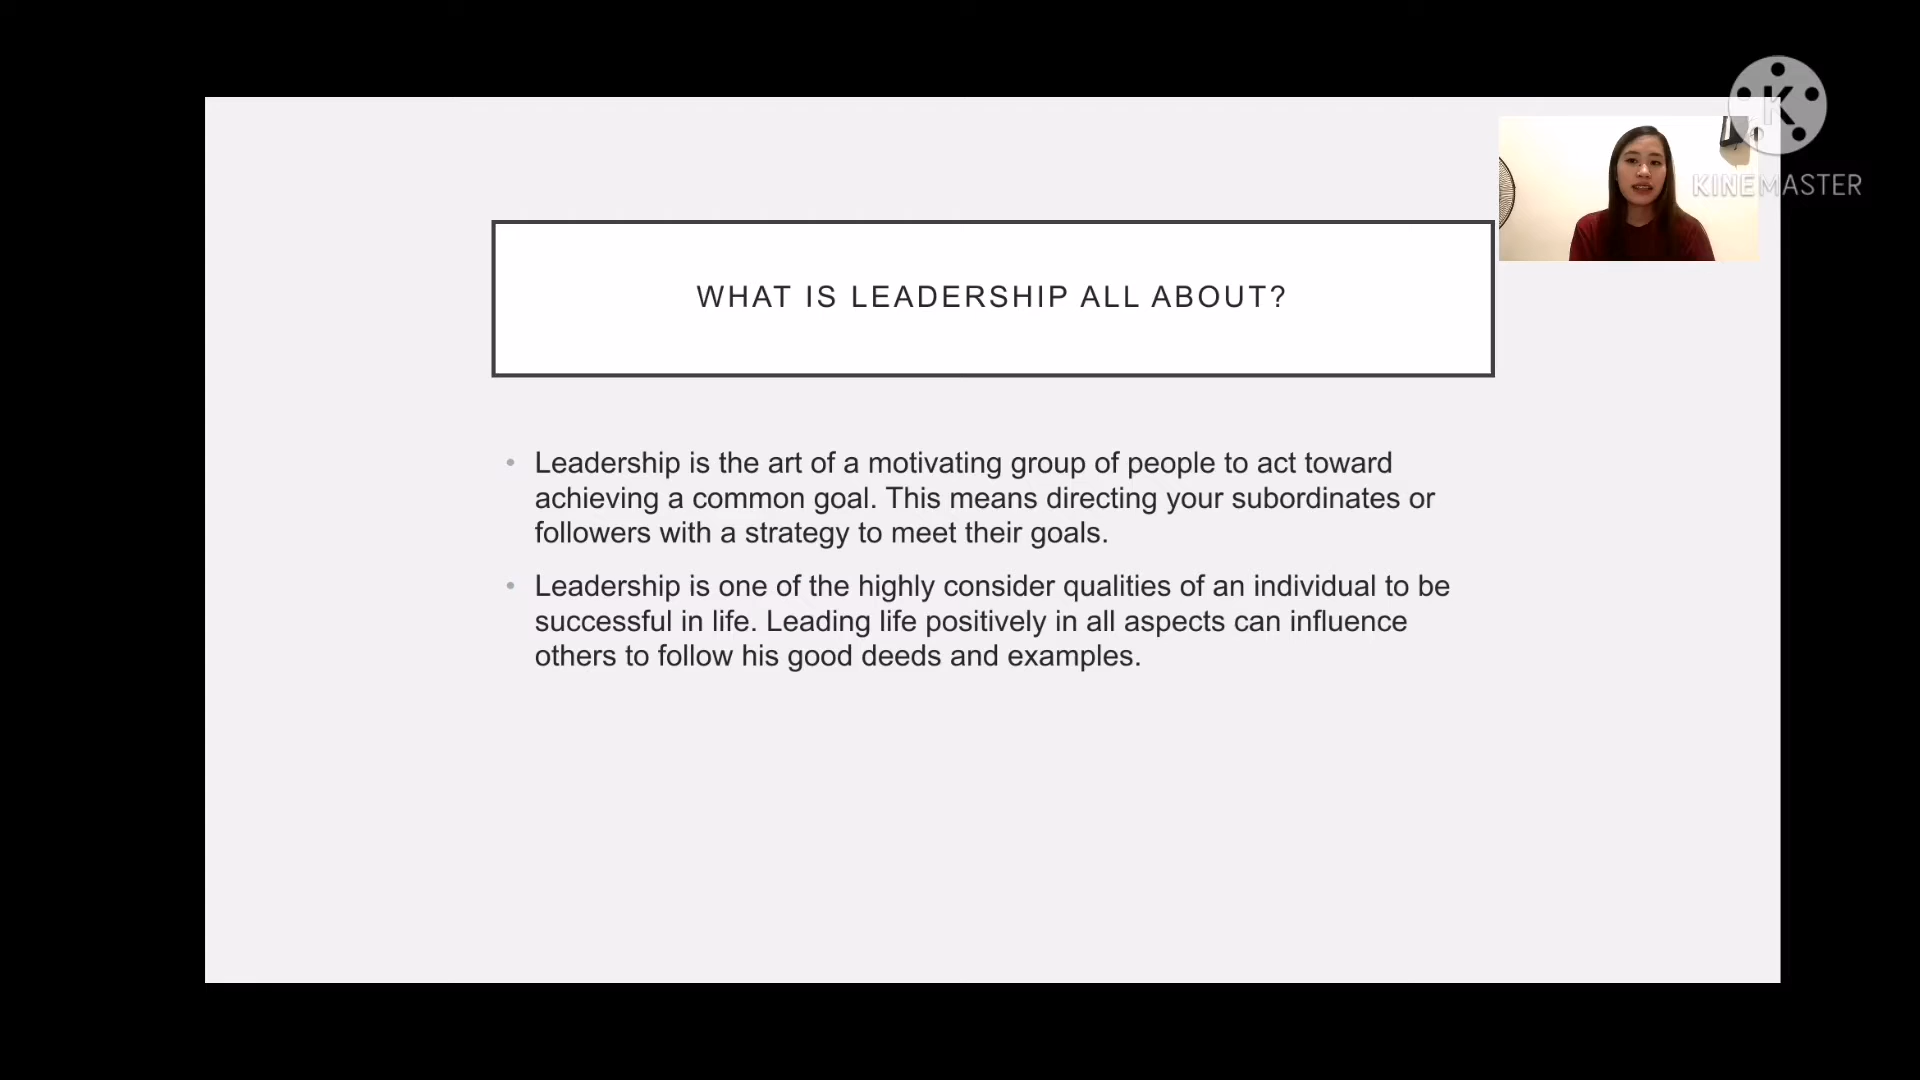 K
KINEMASTER
WHAT IS LEADERSHIP ALL ABOUT?
• Leadership is the art of a motivating group of people to act toward
achieving a common goal. This means directing your subordinates or
followers with a strategy to meet their goals.
• Leadership is one of the highly consider qualities of an individual to be
successful in life. Leading life positively in all aspects can influence
others to follow his good deeds and examples.